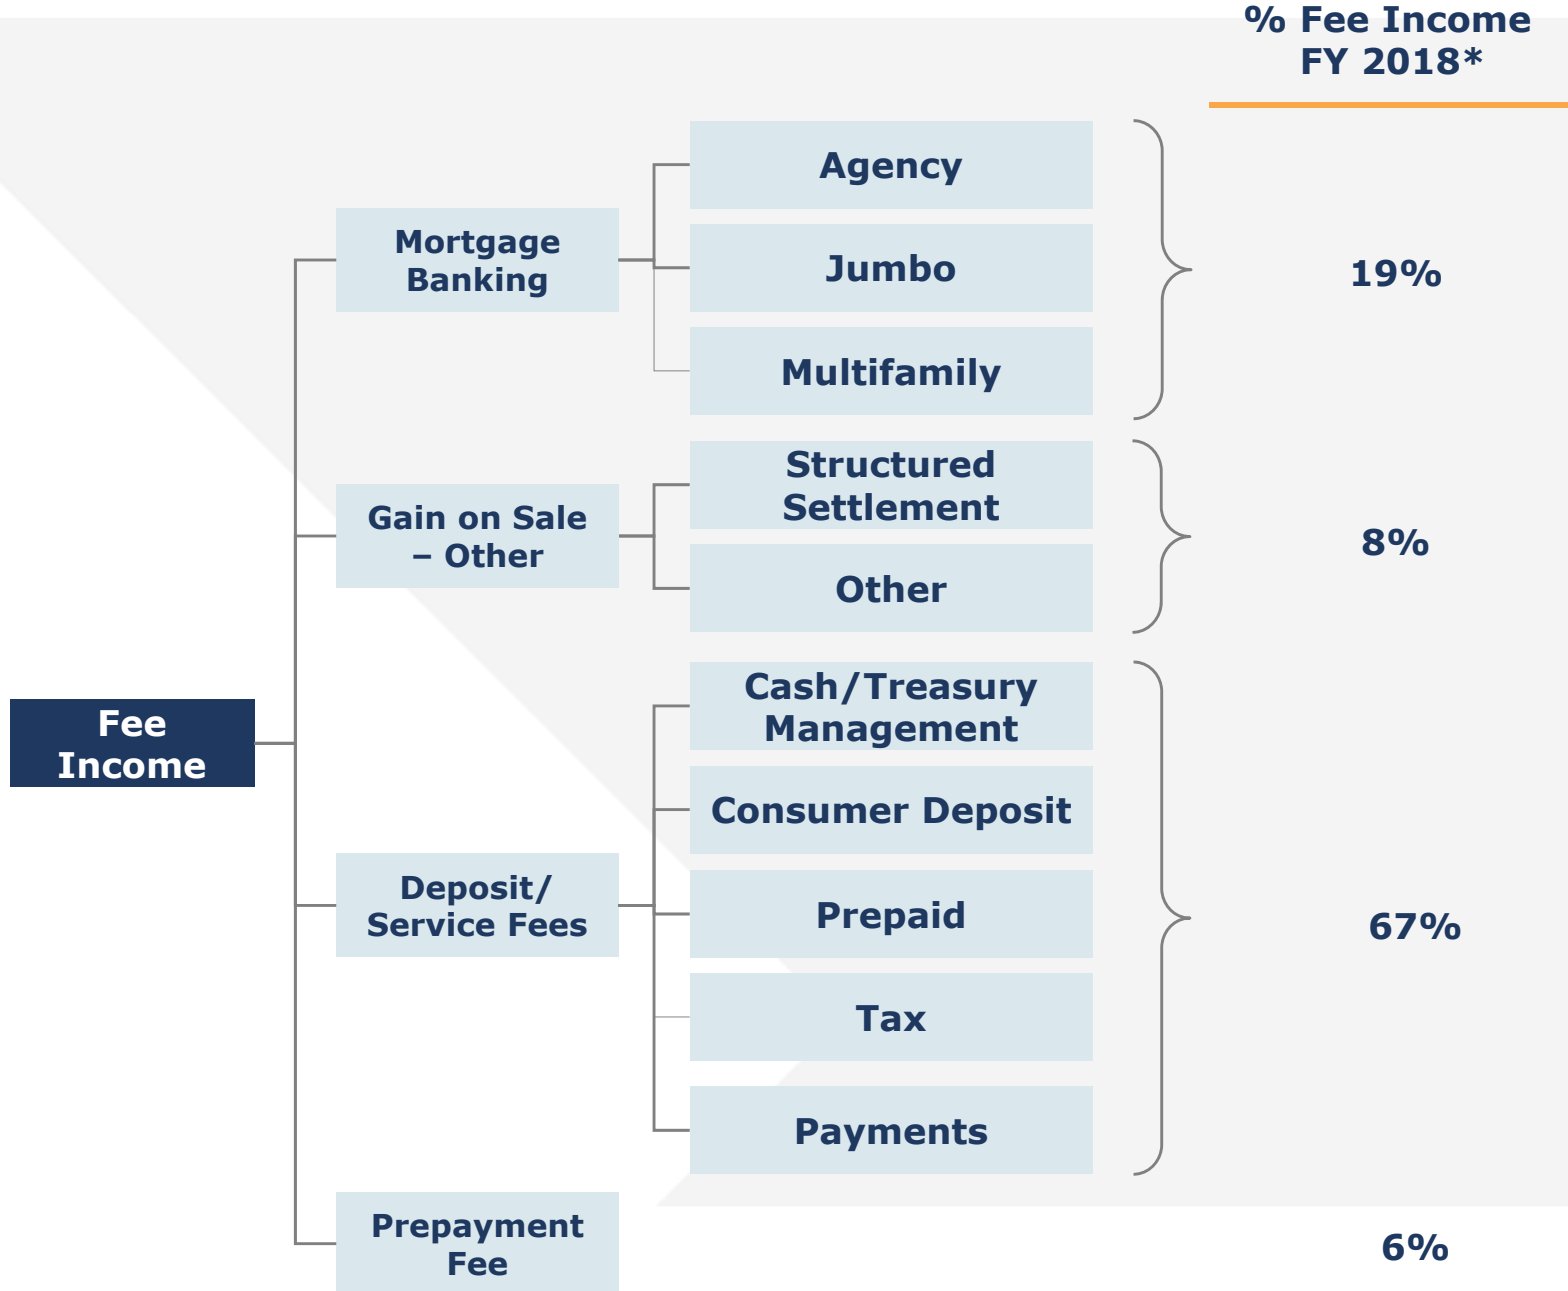 % Fee Income
FY 2018*
Agency
Mortgage
Banking
Jumbo
19%
Multifamily
Structured
Settlement
Gain on Sale
– Other
8%
Other
Cash/Treasury
Management
Fee
Income
Consumer Deposit
Deposit/
Service Fees
Prepaid
67%
Tax
Payments
Prepayment
Fee
6%